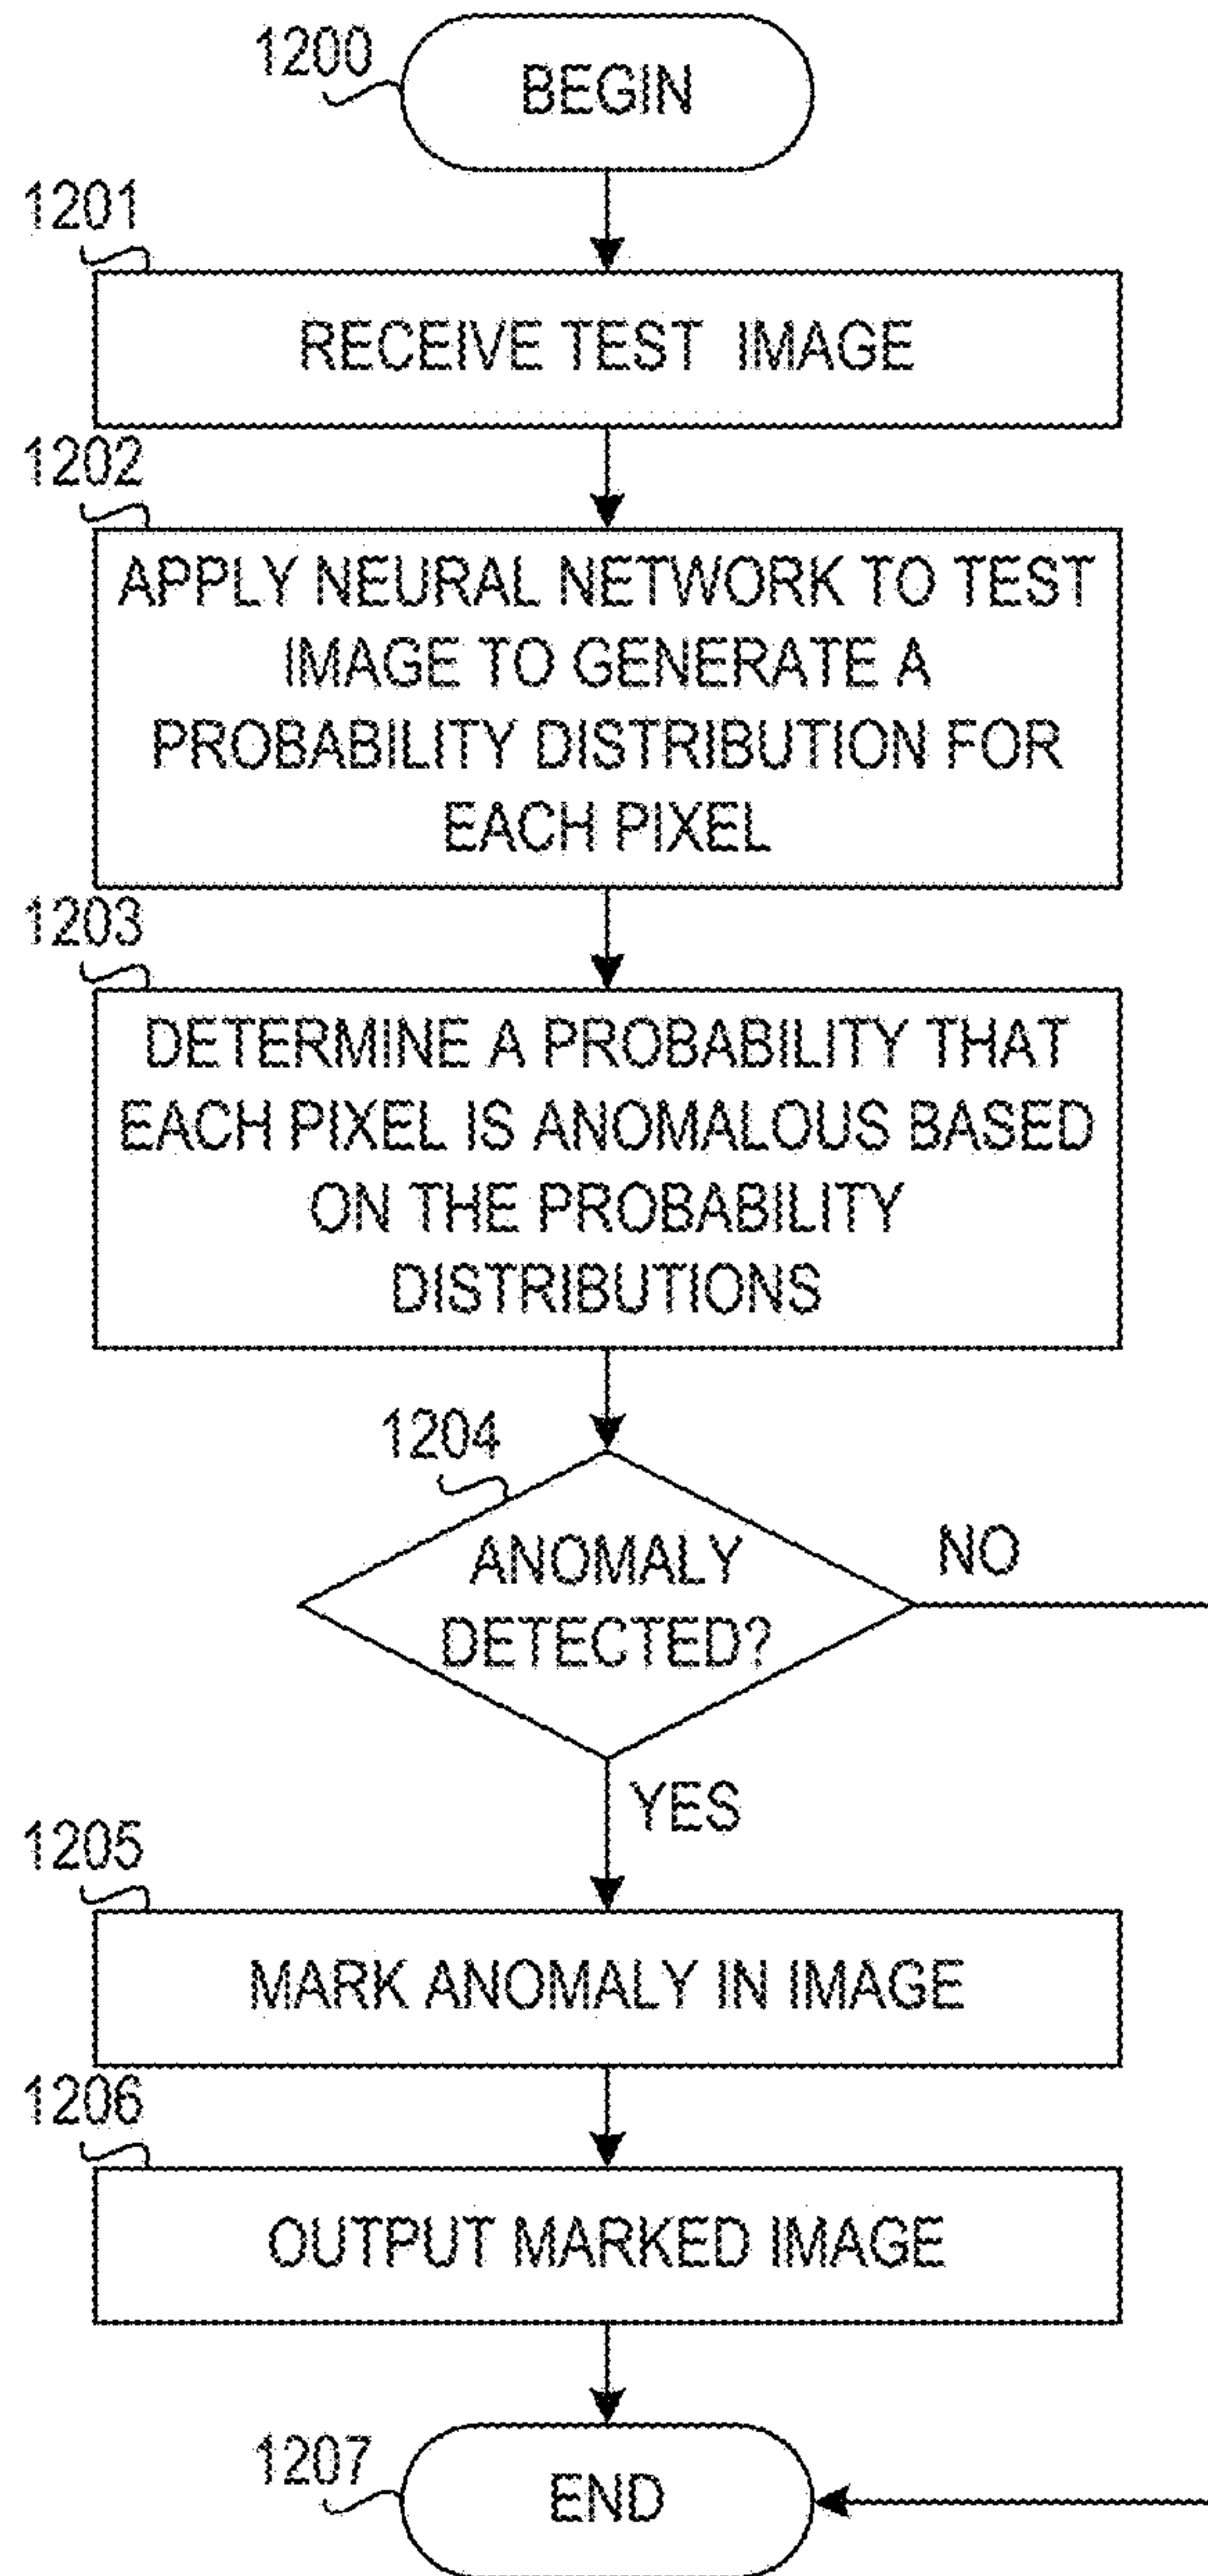 1200
BEGIN
1201
RECEIVE TEST IMAGE
1202
APPLY NEURAL NETWORK TO TEST
IMAGE TO GENERATE A
PROBABILITY DISTRIBUTION FOR
EACH PIXEL
1203
DETERMINE A PROBABILITY THAT
EACH PIXEL IS ANOMALOUS BASED
ON THE PROBABILITY
DISTRIBUTIONS
1204
ANOMALY
DETECTED?
NO
YES
1205
MARK ANOMALY IN IMAGE
1206
OUTPUT MARKED IMAGE
1207
END